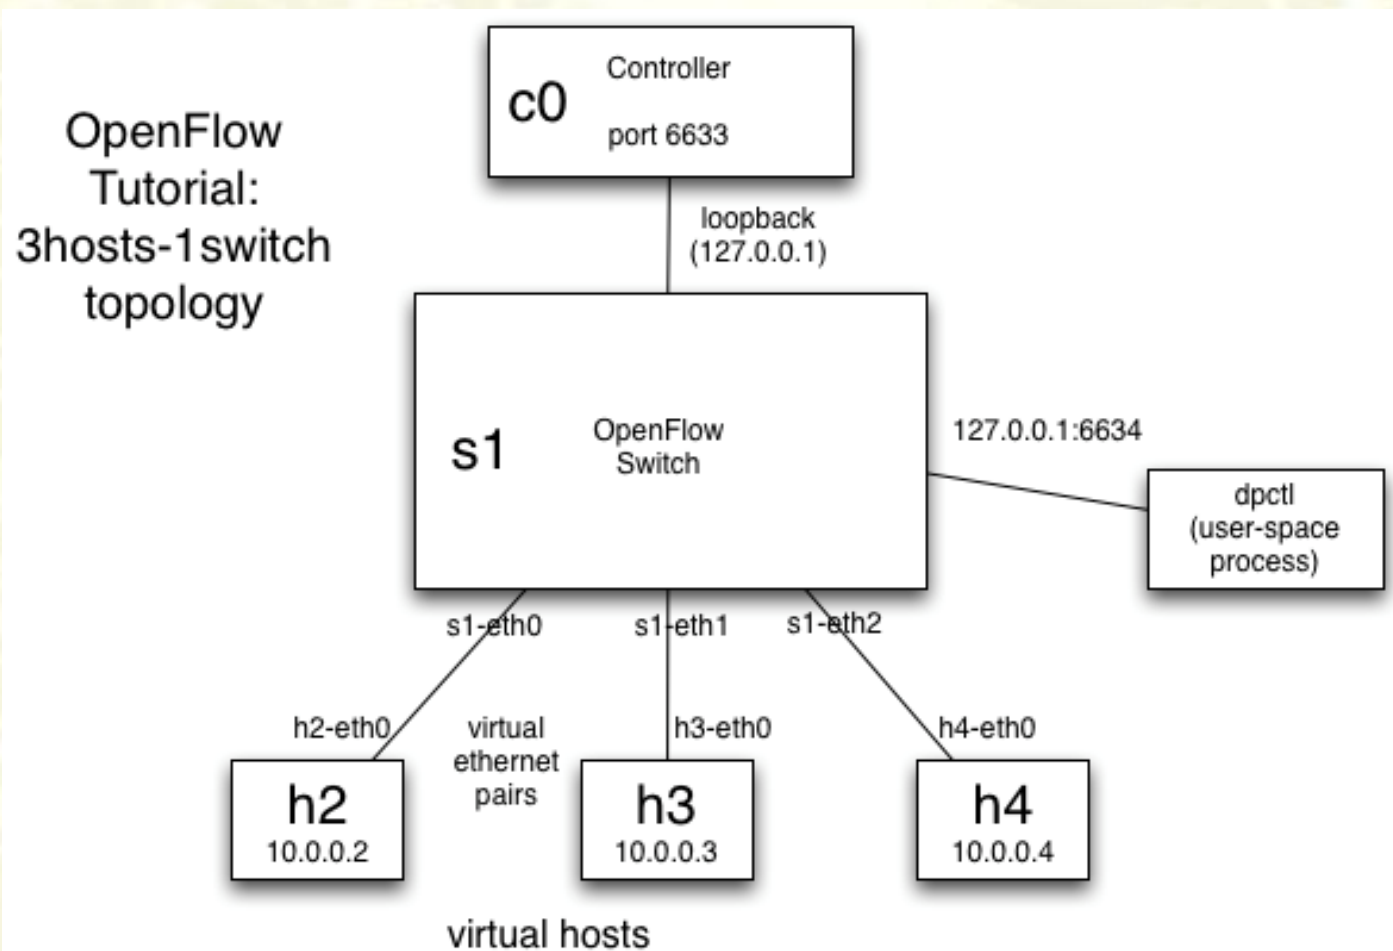 OpenFlow
Tutorial:
3hosts-1switch
topology
c0
Controller
port 6633
loopback
(127.0.0.1)
s1
OpenFlow
Switch
127.0.0.1:6634
dpctl
(user-space
process)
s1-eth0
s1-eth1
s1-eth2
h2-eth0
virtual
ethernet
pairs
h3-eth0
h4-eth0
h2
10.0.0.2
h3
10.0.0.3
h4
10.0.0.4
virtual hosts